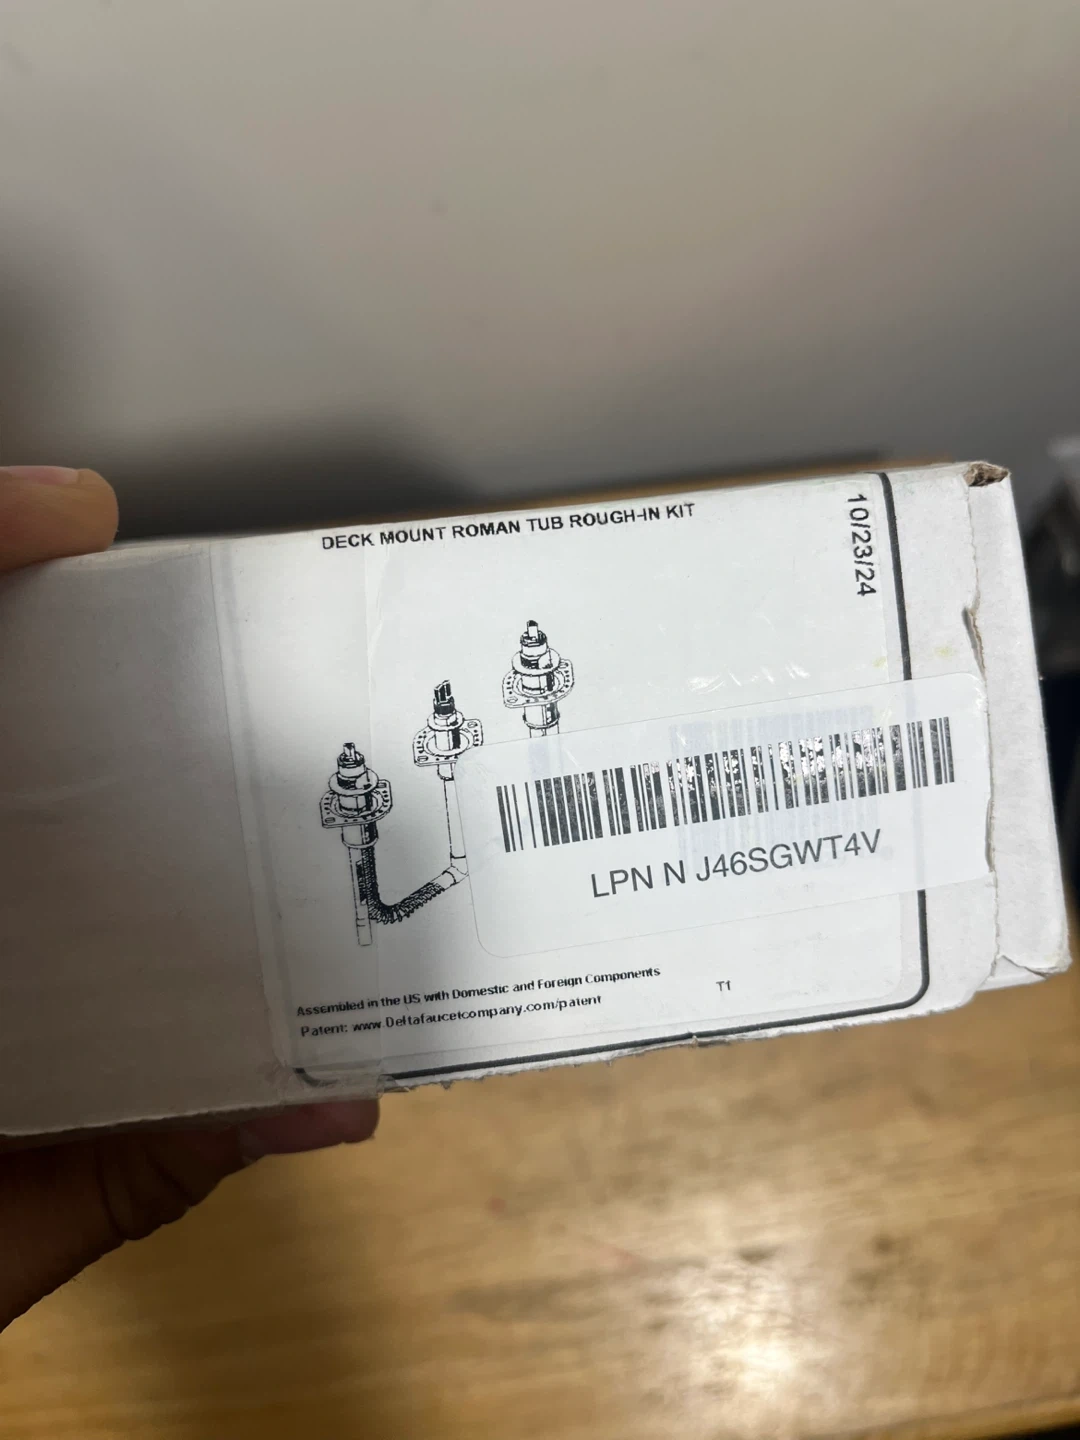 DECK MOUNT ROMAN TUB ROUGH-IN KIT
10/23/24
LPN N J46SGWT4V
Assembled in the US with Domestic and Foreign Components
Patent: www.Deltafaucetcompany.com/patent
T1